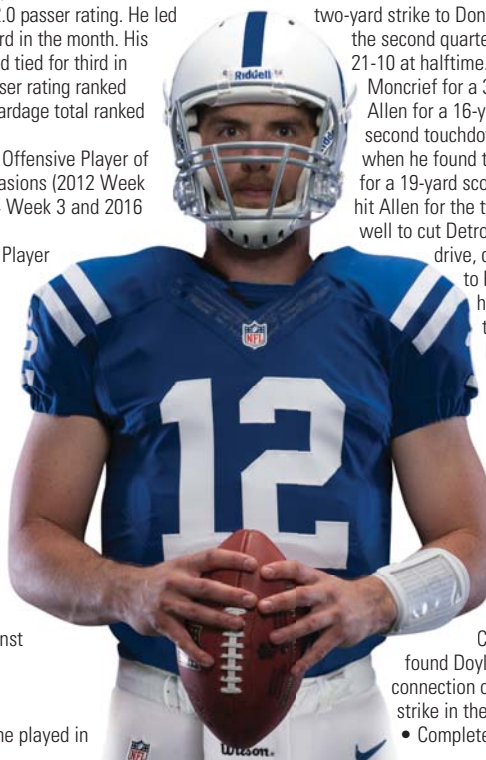 2.0 passer rating. He led
rd in the month. His
d tied for third in
ser rating ranked
ardage total ranked
Offensive Player of
asions (2012 Week
Week 3 and 2016
Player
nst
ne played in
two-yard strike to Don
the second quarte
21-10 at halftime.
Moncrief for a 3
Allen for a 16-y
second touchdow
when he found t
for a 19-yard sco
hit Allen for the t
well to cut Detro
drive, c
to l
h
t
C
found Doyl
connection o
strike in the
• Complete
Riddell
NFL
12
2
NFL
Wilson